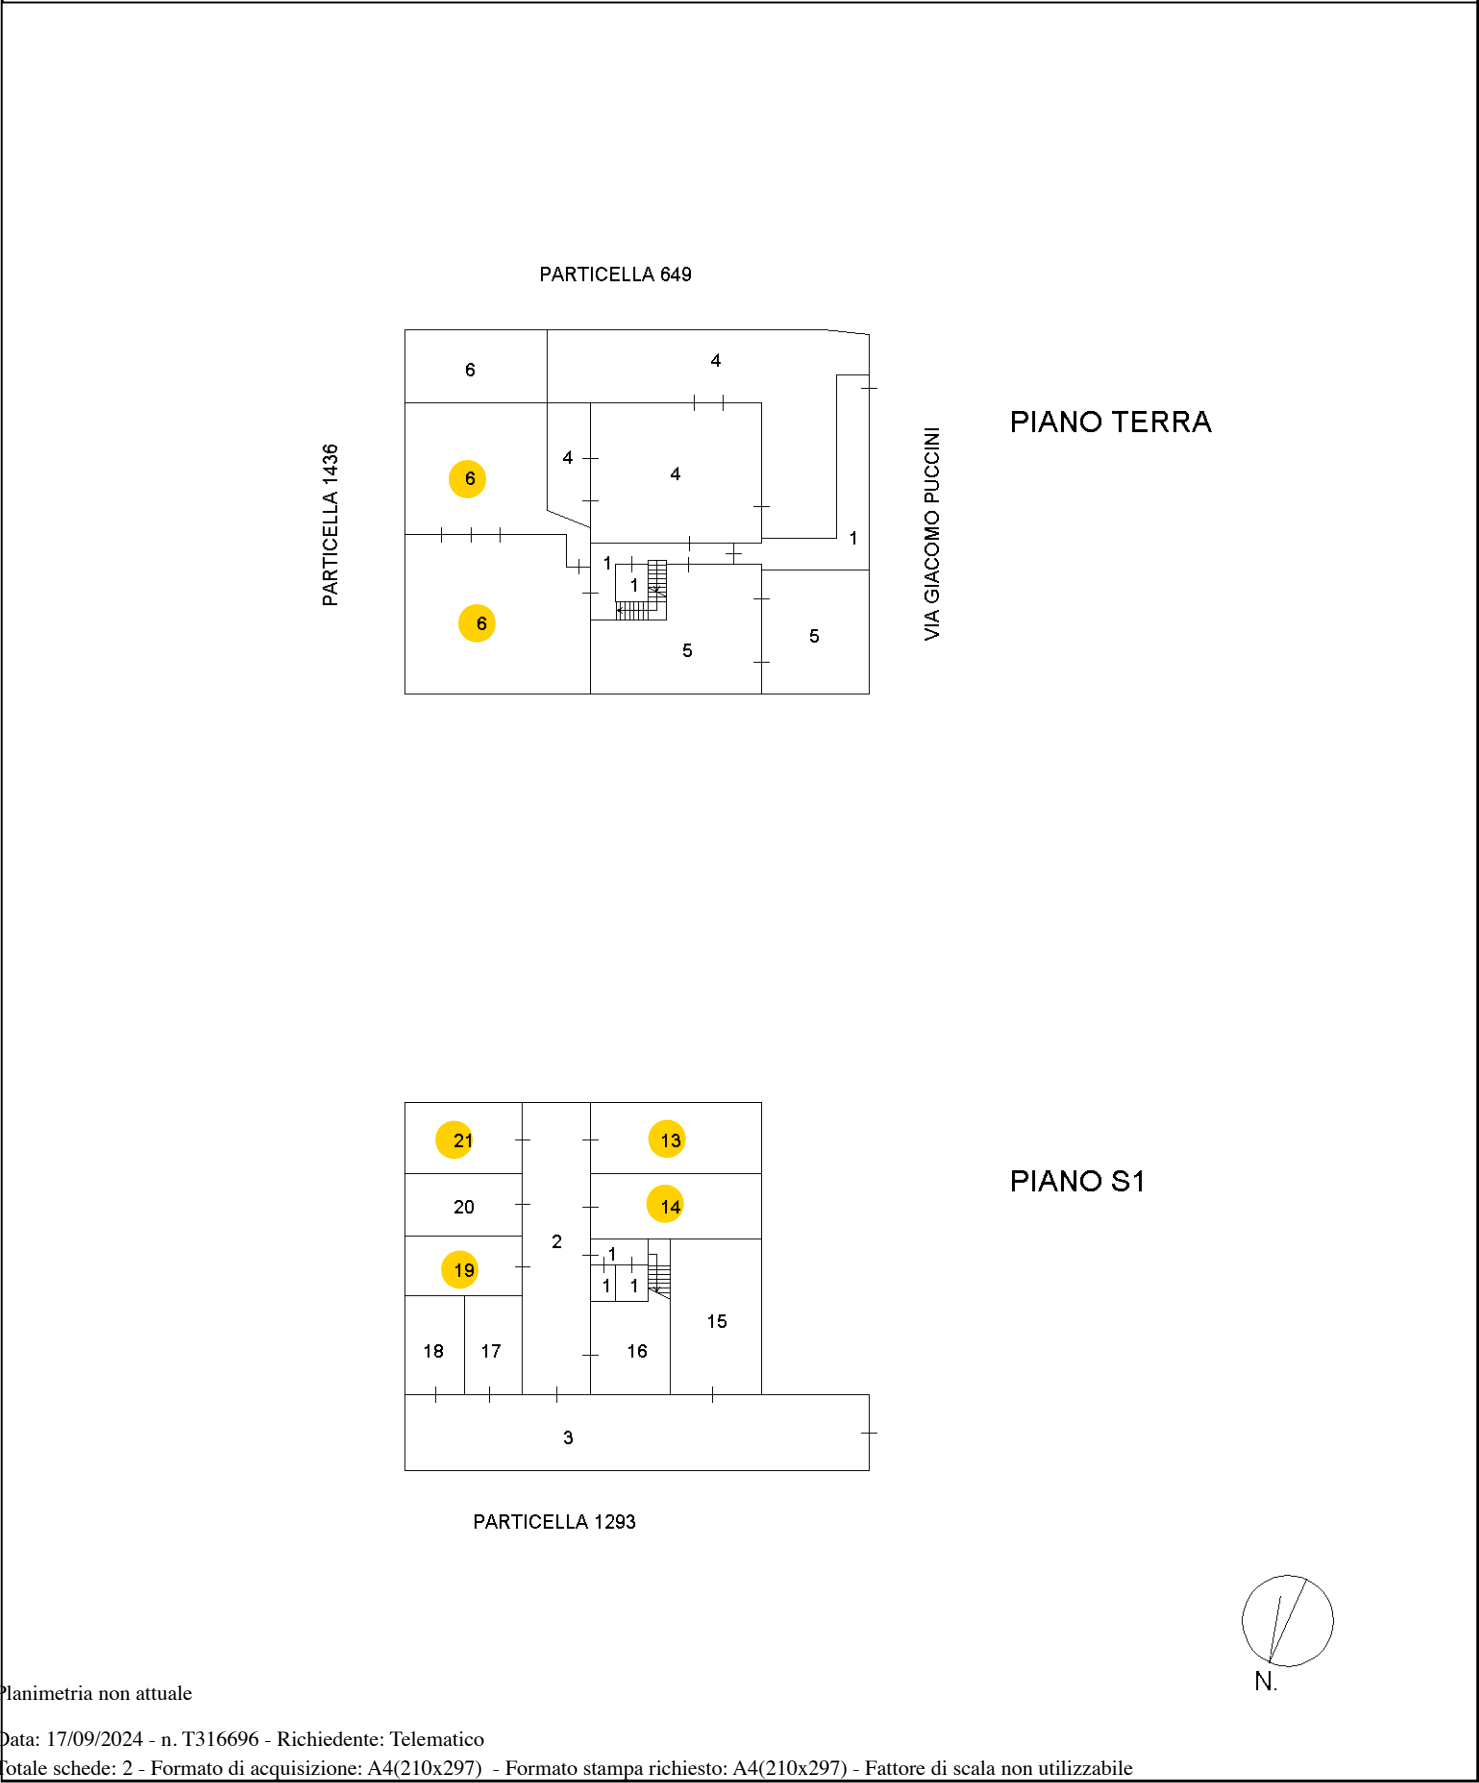 PARTICELLA 649
6
4
PIANO TERRA
PARTICELLA 1436
6
4
4
VIA GIACOMO PUCCINI
1
1
1
6
5
5
21
13
PIANO S1
20
14
2
1
19
1
1
15
18
17
16
3
PARTICELLA 1293
N.
Planimetria non attuale
Data: 17/09/2024 - n. T316696 - Richiedente: Telematico
Totale schede: 2 - Formato di acquisizione: A4(210x297) - Formato stampa richiesto: A4(210x297) - Fattore di scala non utilizzabile